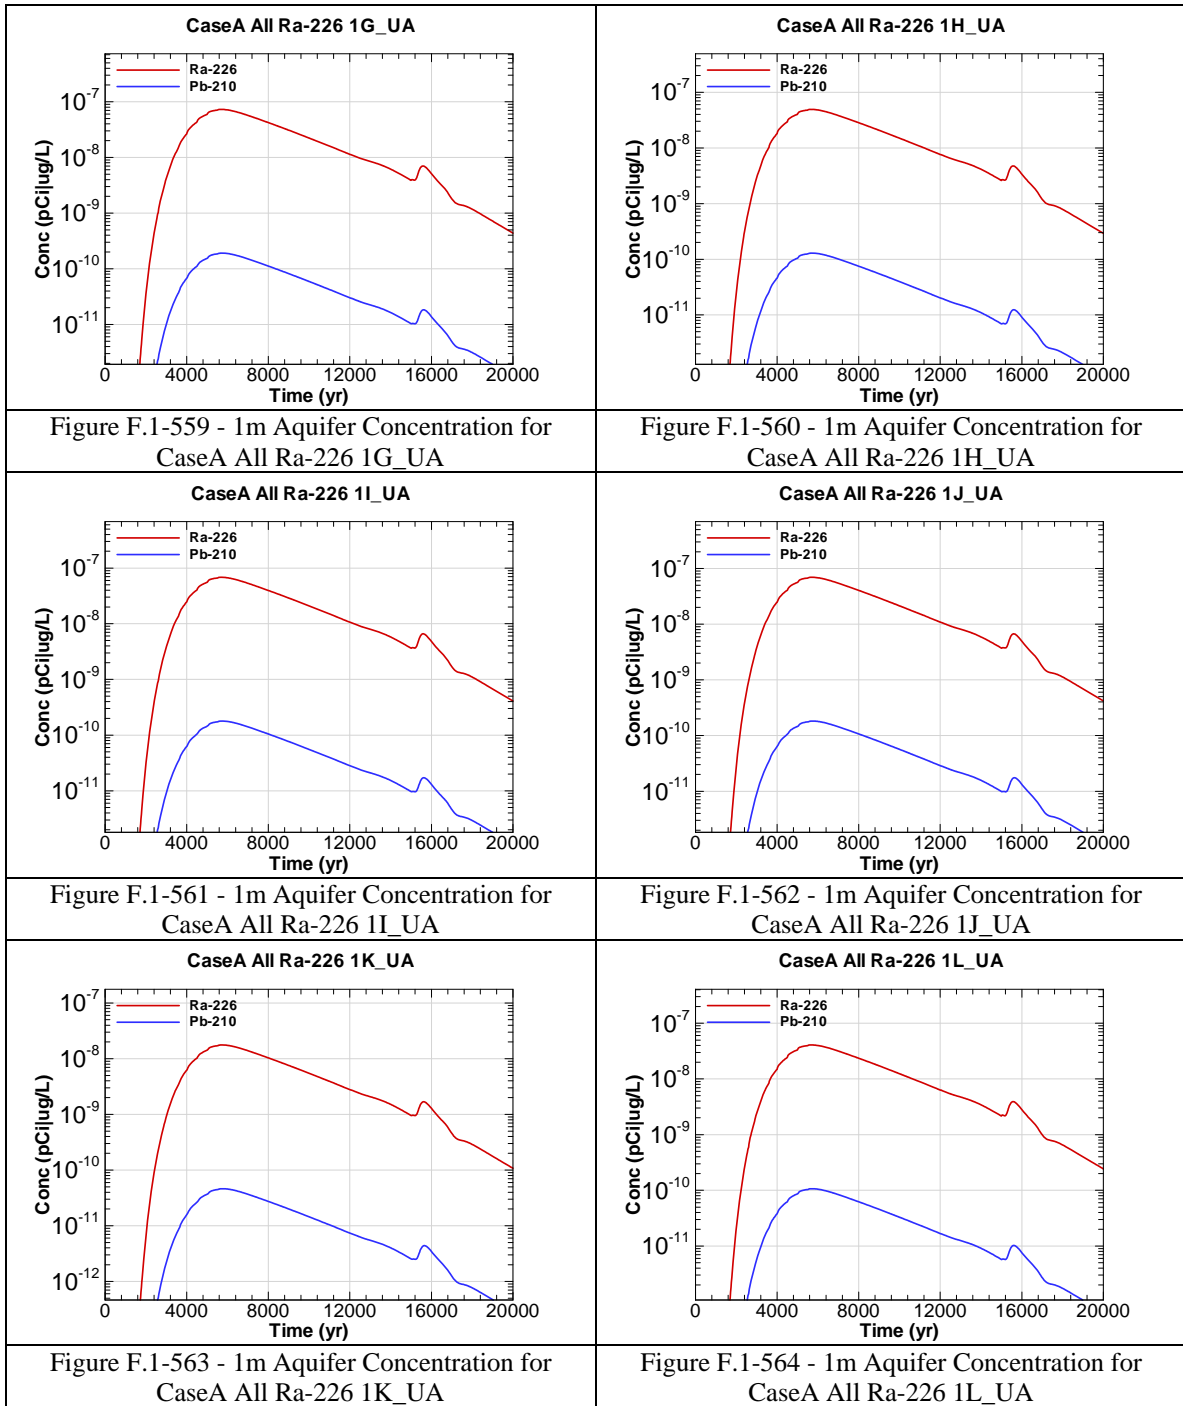 CaseA All Ra-226 1G_UA
Ra-226
Pb-210
Conc (pCi|ug/L)
10-7
10-8
10-9
10-10
10-11
0 4000 8000 12000 16000 20000
Time (yr)
Figure F.1-559 - 1m Aquifer Concentration for
CaseA All Ra-226 1G_UA
CaseA All Ra-226 1H_UA
Ra-226
Pb-210
Conc (pCi|ug/L)
10-7
10-8
10-9
10-10
10-11
0 4000 8000 12000 16000 20000
Time (yr)
Figure F.1-560 - 1m Aquifer Concentration for
CaseA All Ra-226 1H_UA
CaseA All Ra-226 1I_UA
Ra-226
Pb-210
Conc (pCi|ug/L)
10-7
10-8
10-9
10-10
10-11
0 4000 8000 12000 16000 20000
Time (yr)
Figure F.1-561 - 1m Aquifer Concentration for
CaseA All Ra-226 1I_UA
CaseA All Ra-226 1J_UA
Ra-226
Pb-210
Conc (pCi|ug/L)
10-7
10-8
10-9
10-10
10-11
0 4000 8000 12000 16000 20000
Time (yr)
Figure F.1-562 - 1m Aquifer Concentration for
CaseA All Ra-226 1J_UA
CaseA All Ra-226 1K_UA
Ra-226
Pb-210
Conc (pCi|ug/L)
10-7
10-8
10-9
10-10
10-11
10-12
0 4000 8000 12000 16000 20000
Time (yr)
Figure F.1-563 - 1m Aquifer Concentration for
CaseA All Ra-226 1K_UA
CaseA All Ra-226 1L_UA
Ra-226
Pb-210
Conc (pCi|ug/L)
10-7
10-8
10-9
10-10
10-11
0 4000 8000 12000 16000 20000
Time (yr)
Figure F.1-564 - 1m Aquifer Concentration for
CaseA All Ra-226 1L_UA